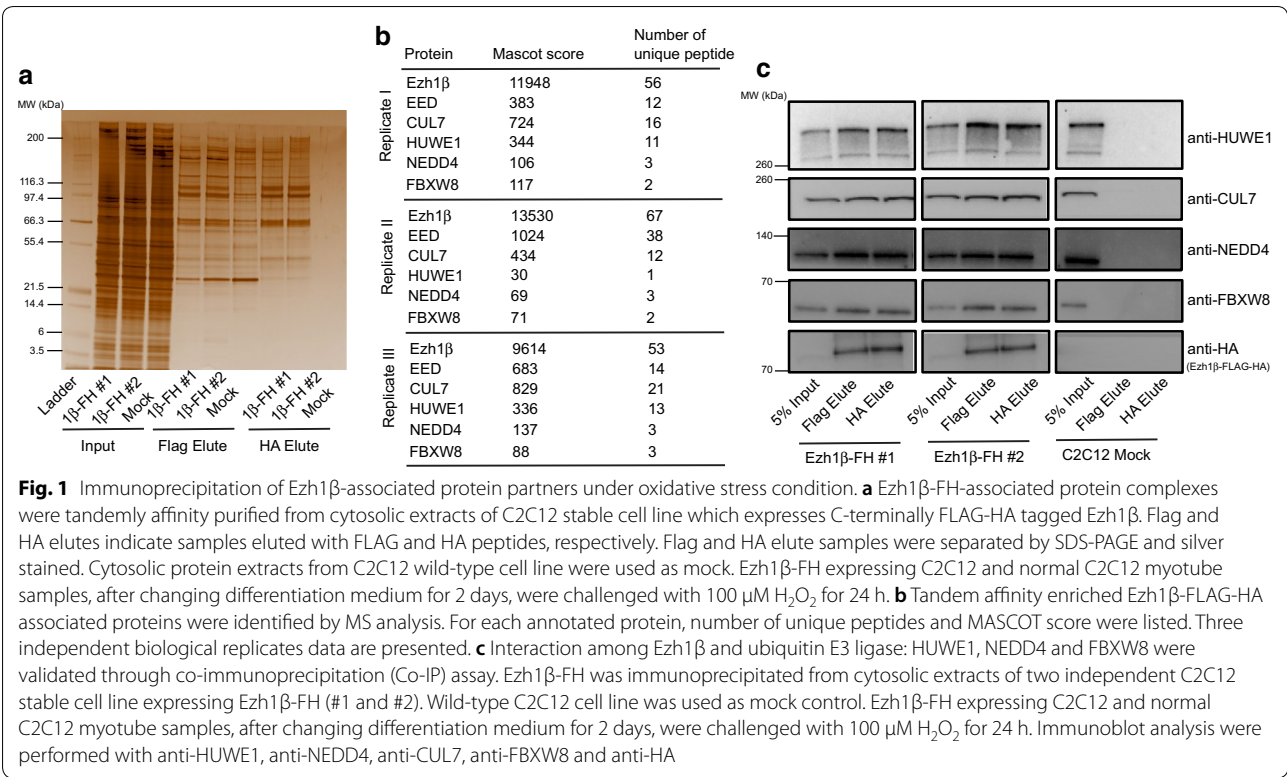 a
MW (kDa)
200
116.3
97.4
66.3
55.4
21.5
14.4
6
3.5
Ladder
1β-FH #1
1β-FH #2
Mock
1β-FH #1
1β-FH #2
Mock
1β-FH #1
1β-FH #2
Mock
Input
Flag Elute
HA Elute
b
Protein Mascot score Number of unique peptide
Replicate I
Ezh1β 11948 56
EED 383 12
CUL7 724 16
HUWE1 344 11
NEDD4 106 3
FBXW8 117 2
Replicate II
Ezh1β 13530 67
EED 1024 38
CUL7 434 12
HUWE1 30 1
NEDD4 69 3
FBXW8 71 2
Replicate III
Ezh1β 9614 53
EED 683 14
CUL7 829 21
HUWE1 336 13
NEDD4 137 3
FBXW8 88 3
c
MW (kDa)
260
260
140
70
70
anti-HUWE1
anti-CUL7
anti-NEDD4
anti-FBXW8
anti-HA
(Ezh1β-FLAG-HA)
5% Input
Flag Elute
HA Elute
5% Input
Flag Elute
HA Elute
5% Input
Flag Elute
HA Elute
Ezh1β-FH #1
Ezh1β-FH #2
C2C12 Mock
Fig. 1 Immunoprecipitation of Ezh1β-associated protein partners under oxidative stress condition. a Ezh1β-FH-associated protein complexes
were tandemly affinity purified from cytosolic extracts of C2C12 stable cell line which expresses C-terminally FLAG-HA tagged Ezh1β. Flag and
HA elutes indicate samples eluted with FLAG and HA peptides, respectively. Flag and HA elute samples were separated by SDS-PAGE and silver
stained. Cytosolic protein extracts from C2C12 wild-type cell line were used as mock. Ezh1β-FH expressing C2C12 and normal C2C12 myotube
samples, after changing differentiation medium for 2 days, were challenged with 100 µM H₂O₂ for 24 h. b Tandem affinity enriched Ezh1β-FLAG-HA
associated proteins were identified by MS analysis. For each annotated protein, number of unique peptides and MASCOT score were listed. Three
independent biological replicates data are presented. c Interaction among Ezh1β and ubiquitin E3 ligase: HUWE1, NEDD4 and FBXW8 were
validated through co-immunoprecipitation (Co-IP) assay. Ezh1β-FH was immunoprecipitated from cytosolic extracts of two independent C2C12
stable cell line expressing Ezh1β-FH (#1 and #2). Wild-type C2C12 cell line was used as mock control. Ezh1β-FH expressing C2C12 and normal
C2C12 myotube samples, after changing differentiation medium for 2 days, were challenged with 100 µM H₂O₂ for 24 h. Immunoblot analysis were
performed with anti-HUWE1, anti-NEDD4, anti-CUL7, anti-FBXW8 and anti-HA